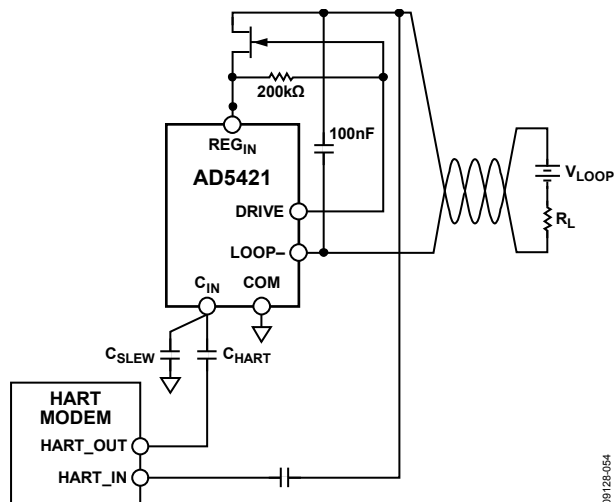 200kΩ
REGIN
100nF
AD5421
VLOOP
DRIVE
RL
LOOP–
CIN
COM
CSLEW
CHART
HART
MODEM
HART_OUT
HART_IN
09128-054